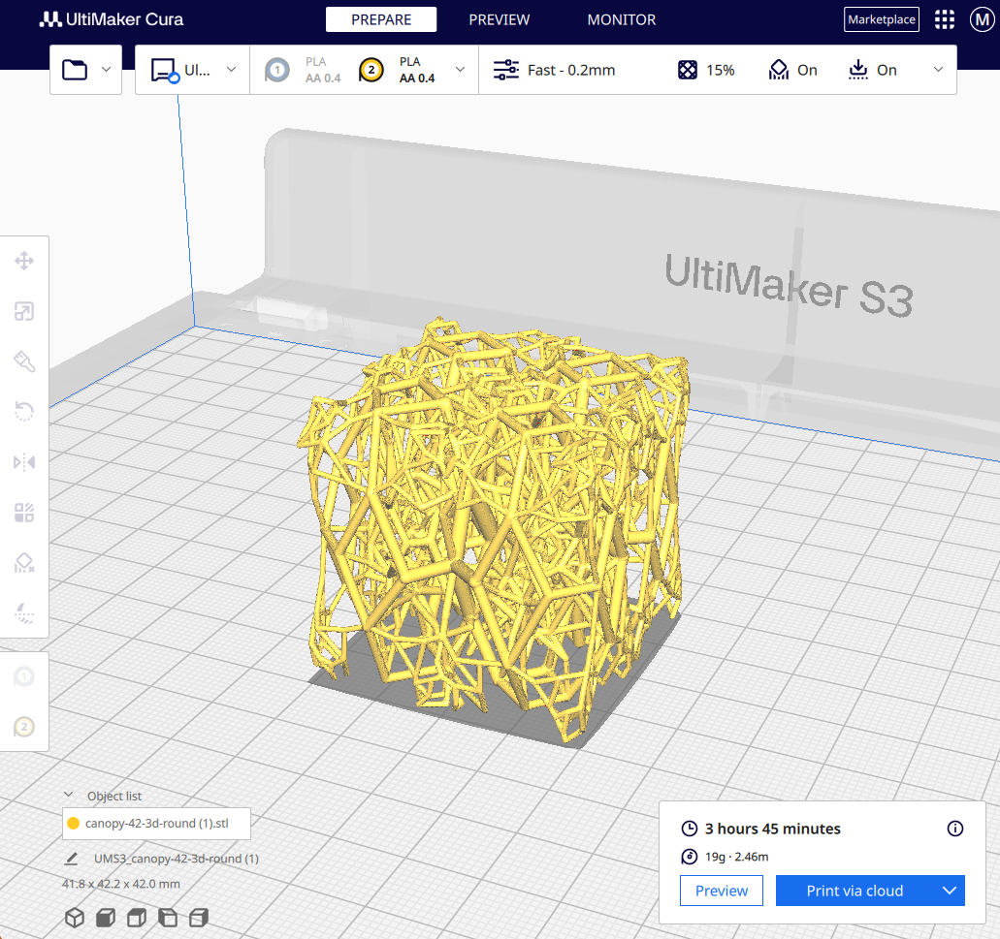 UltiMaker Cura
PREPARE
PREVIEW
MONITOR
Marketplace
M
Ul...
1
PLA
AA 0.4
2
PLA
AA 0.4
Fast - 0.2mm
15%
On
On
UltiMaker S3
1
2
Object list
canopy-42-3d-round (1).stl
UMS3_canopy-42-3d-round (1)
41.8 x 42.2 x 42.0 mm
3 hours 45 minutes
19g · 2.46m
Preview
Print via cloud